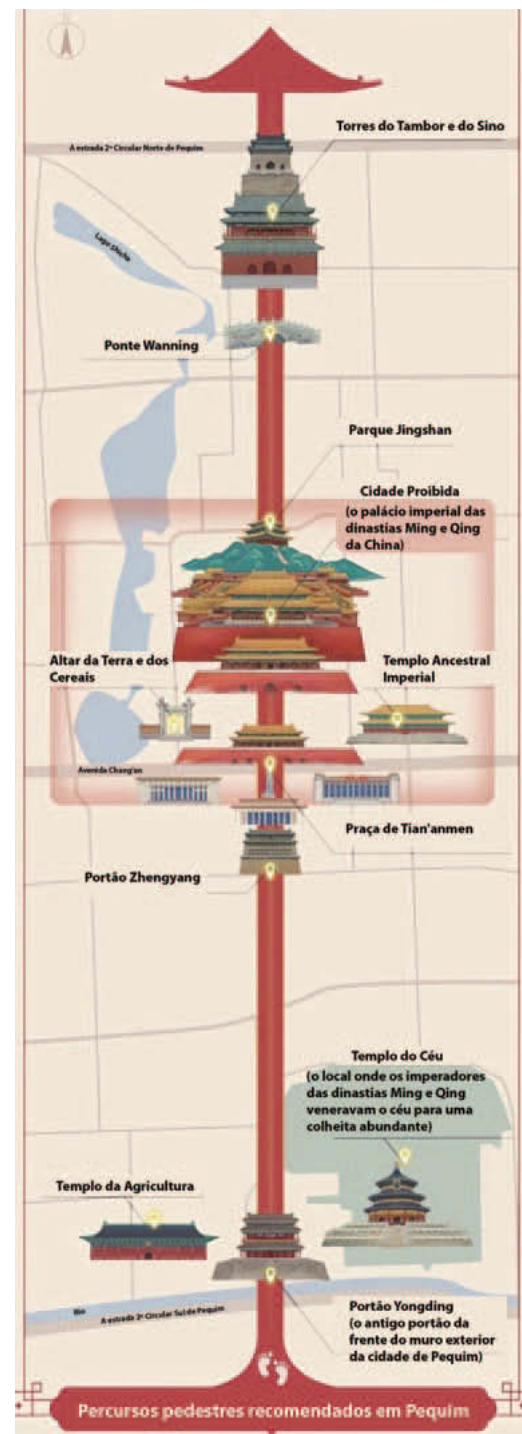 Torres do Tambor e do Sino
A estrada 2ª Circular Norte de Pequim
Lago Shicha
Ponte Wanning
Parque Jingshan
Cidade Proibida
(o palácio imperial das
dinastias Ming e Qing
da China)
Altar da Terra e dos
Cereais
Templo Ancestral
Imperial
Avenida Chang'an
Praça de Tian'anmen
Portão Zhengyang
Templo do Céu
(o local onde os imperadores
das dinastias Ming e Qing
veneravam o céu para uma
colheita abundante)
Templo da Agricultura
Rio
A estrada 2ª Circular Sul de Pequim
Portão Yongding
(o antigo portão da
frente do muro exterior
da cidade de Pequim)
Percursos pedestres recomendados em Pequim